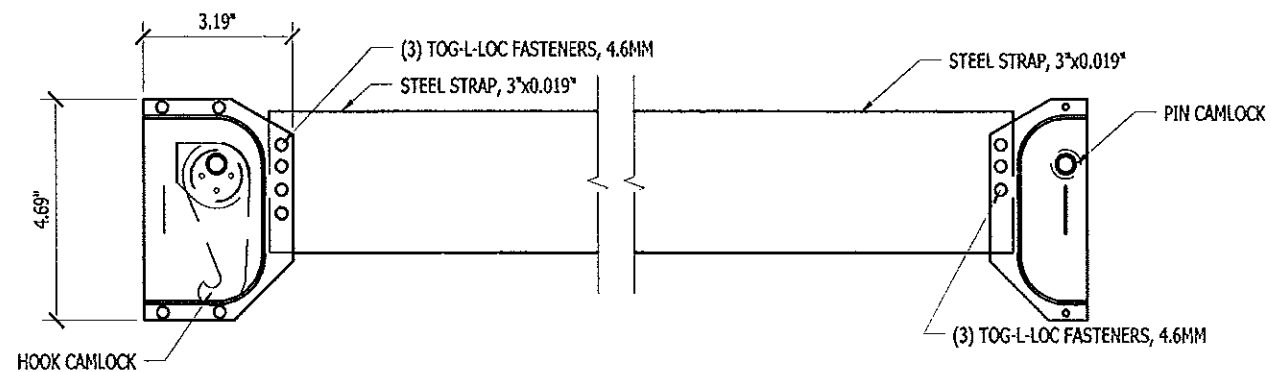 3.19"
(3) TOG-L-LOC FASTENERS, 4.6MM
STEEL STRAP, 3"x0.019"
STEEL STRAP, 3"x0.019"
PIN CAMLOCK
4.69"
(3) TOG-L-LOC FASTENERS, 4.6MM
HOOK CAMLOCK